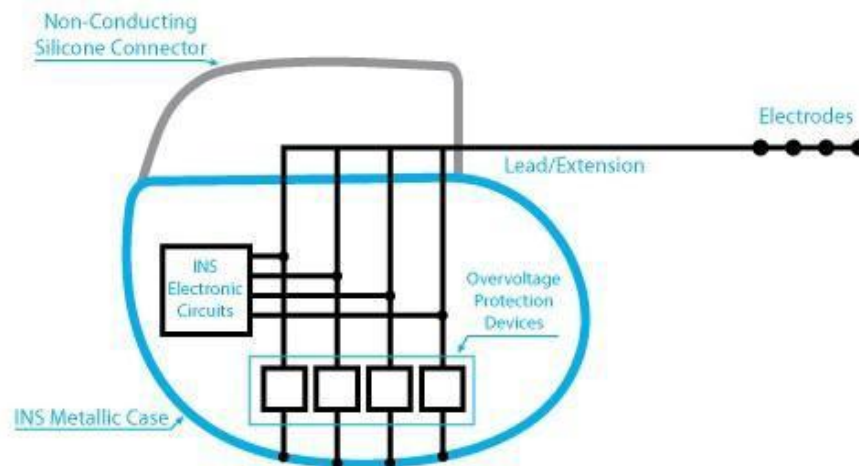 Non-Conducting
Silicone Connector
Electrodes
Lead/Extension
INS
Electronic
Circuits
Overvoltage
Protection
Devices
INS Metallic Case